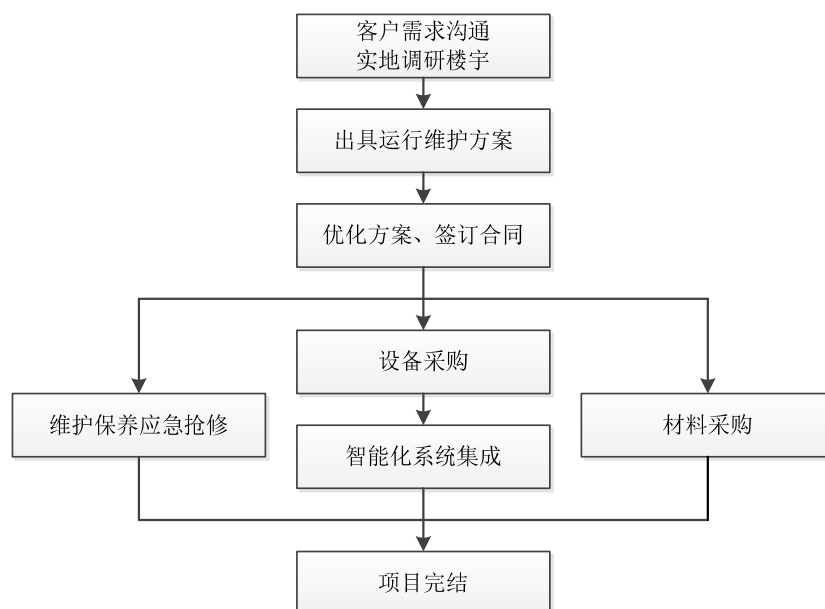 客户需求沟通
实地调研楼宇
出具运行维护方案
优化方案、签订合同
设备采购
维护保养应急抢修
材料采购
智能化系统集成
项目完结